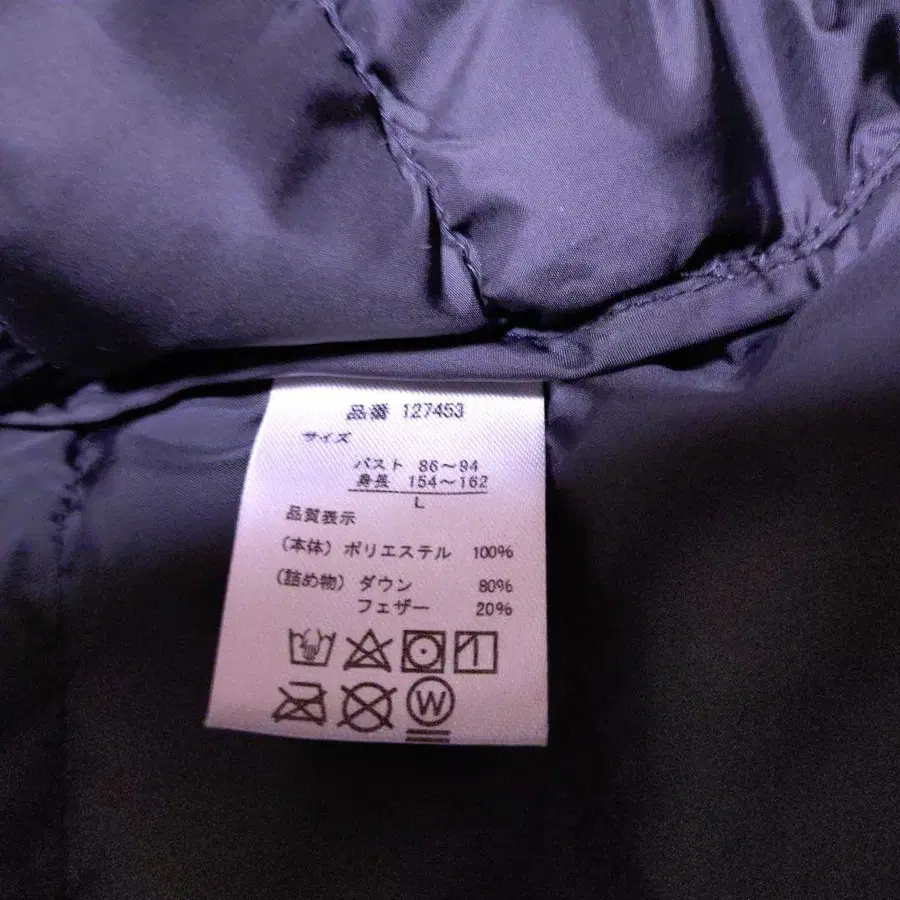 品番 127453
サイズ
バスト 86～94
身長 154～162
L
品質表示
(本体) ポリエステル 100%
(詰め物) ダウン 80%
フェザー 20%
W